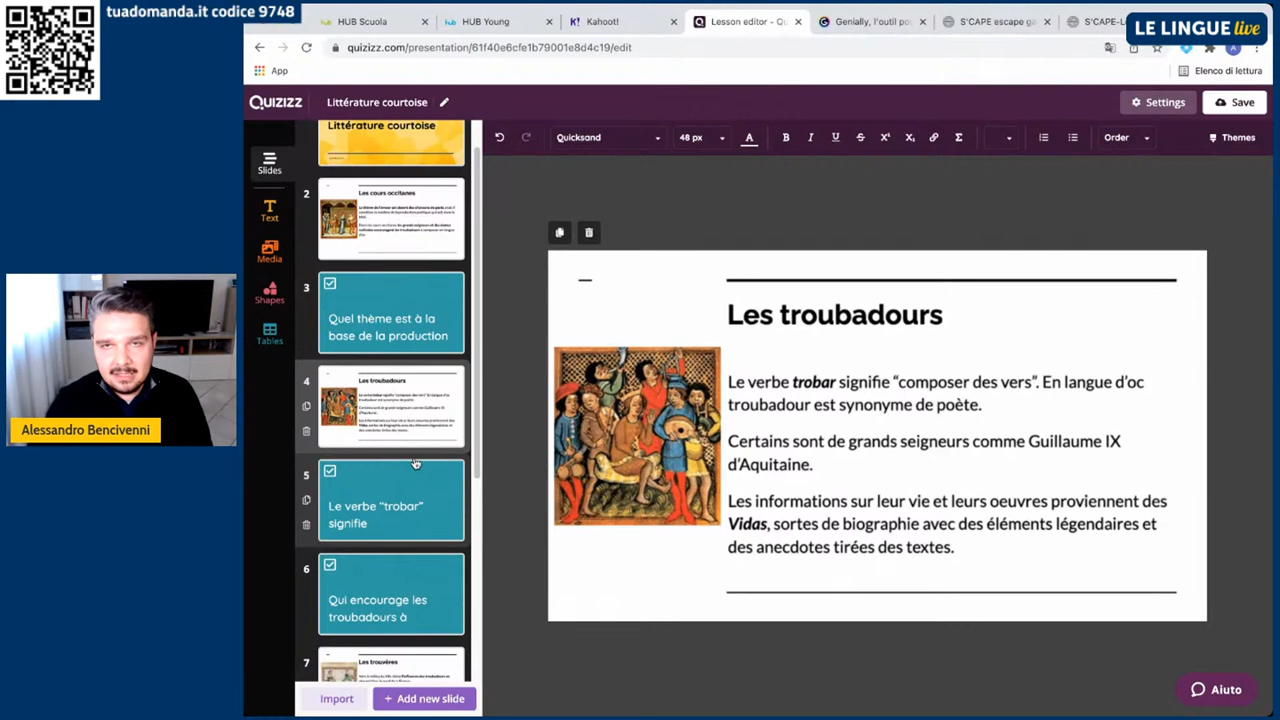 tuadomanda.it codice 9748
HUB Scuola
HUB Young
Kahoot!
Lesson editor - Qu
Genially, l'outil po
S'CAPE escape ga
S'CAPE-L
LE LINGUE live
quizizz.com/presentation/61f40e6cfe1b79001e8d4c19/edit
App
Elenco di lettura
QUIZIZZ
Littérature courtoise
Settings
Save
Quicksand
48 px
A
B
I
U
S
X¹
X₁
Σ
Order
Themes
Slides
Text
Media
Shapes
Tables
Littérature courtoise
2
Les cours occitanes
3
Quel thème est à la
base de la production
4
Les troubadours
5
Le verbe “trobar”
signifie
6
Qui encourage les
troubadours à
7
Les trouvères
Import
+ Add new slide
Les troubadours
Le verbe trobar signifie “composer des vers”. En langue d’oc
troubadour est synonyme de poète.
Certains sont de grands seigneurs comme Guillaume IX
d’Aquitaine.
Les informations sur leur vie et leurs oeuvres proviennent des
Vidas, sortes de biographie avec des éléments légendaires et
des anecdotes tirées des textes.
Aiuto
Alessandro Bencivenni